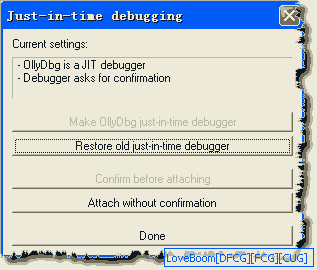 Just-in-time debugging
Current settings:
- OllyDbg is a JIT debugger
- Debugger asks for confirmation
Make OllyDbg just-in-time debugger
Restore old just-in-time debugger
Confirm before attaching
Attach without confirmation
Done
LoveBoom[DFCG][FCG][CUG]